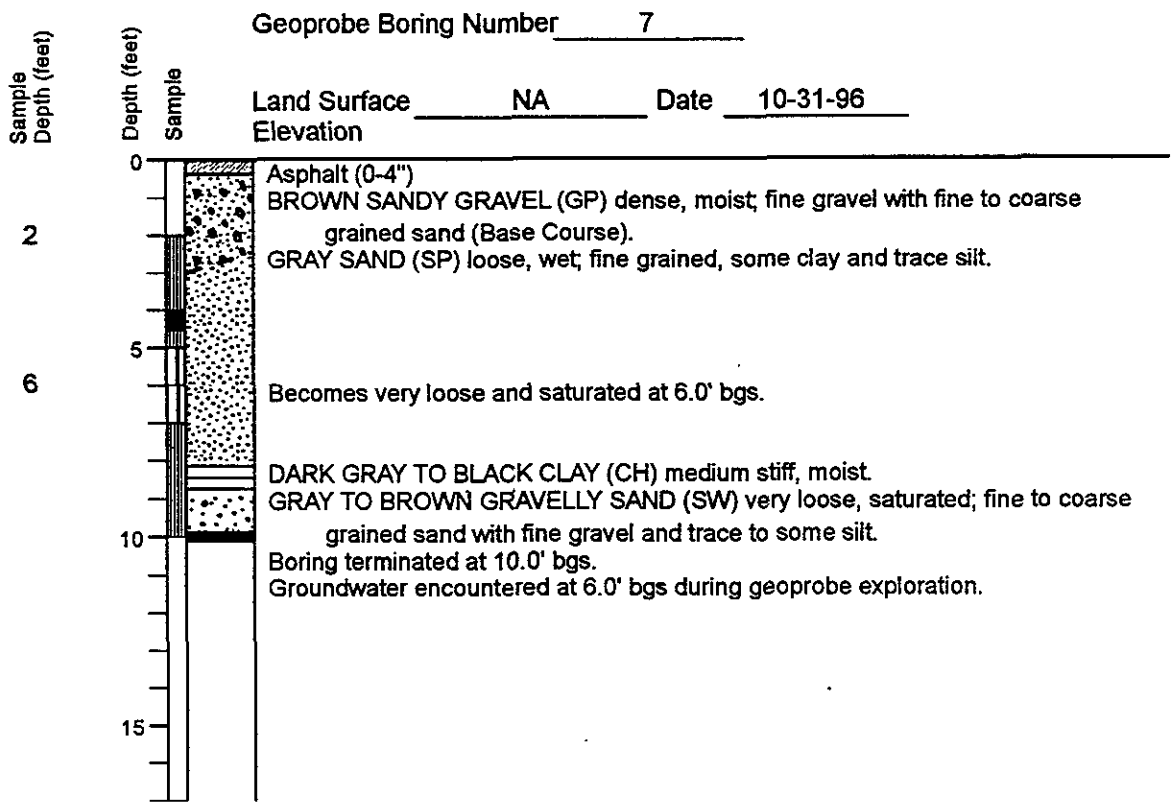 Geoprobe Boring Number 7
Sample Depth (feet)
Depth (feet)
Sample
Land Surface NA Date 10-31-96
Elevation
0
Asphalt (0-4")
BROWN SANDY GRAVEL (GP) dense, moist; fine gravel with fine to coarse
2
grained sand (Base Course).
GRAY SAND (SP) loose, wet; fine grained, some clay and trace silt.
5
6
Becomes very loose and saturated at 6.0' bgs.
DARK GRAY TO BLACK CLAY (CH) medium stiff, moist.
GRAY TO BROWN GRAVELLY SAND (SW) very loose, saturated; fine to coarse
grained sand with fine gravel and trace to some silt.
10
Boring terminated at 10.0' bgs.
Groundwater encountered at 6.0' bgs during geoprobe exploration.
15